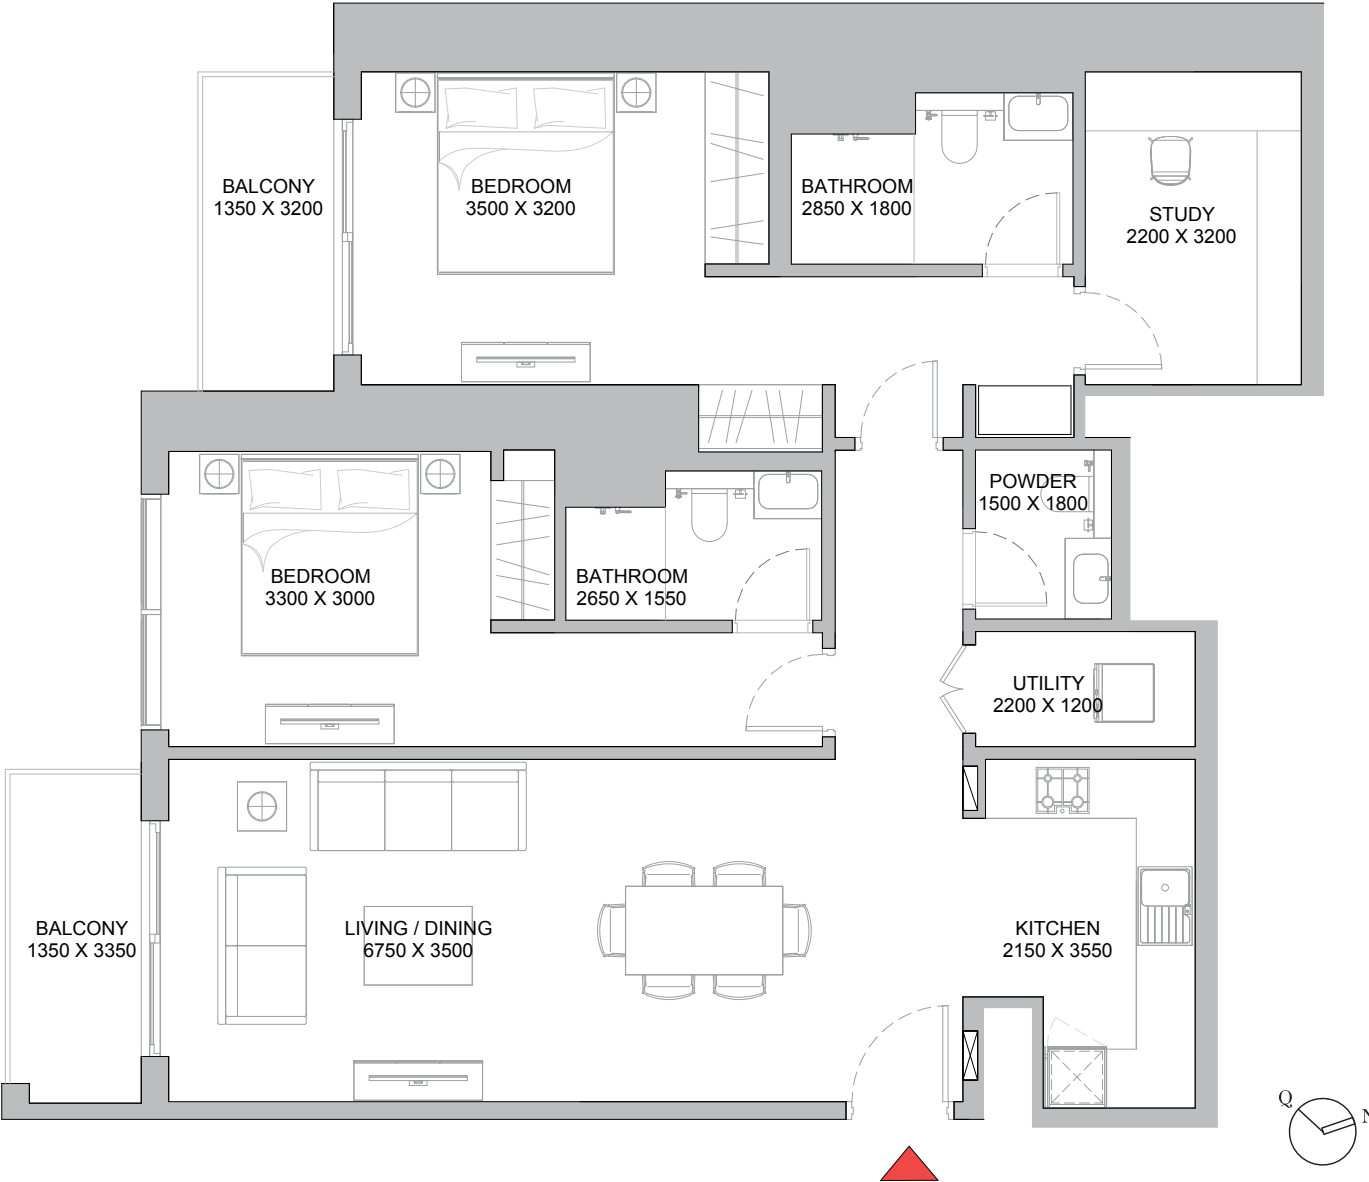 BALCONY
1350 X 3200
BEDROOM
3500 X 3200
BATHROOM
2850 X 1800
STUDY
2200 X 3200
POWDER
1500 X 1800
BEDROOM
3300 X 3000
BATHROOM
2650 X 1550
UTILITY
2200 X 1200
BALCONY
1350 X 3350
LIVING / DINING
6750 X 3500
KITCHEN
2150 X 3550
Q
N